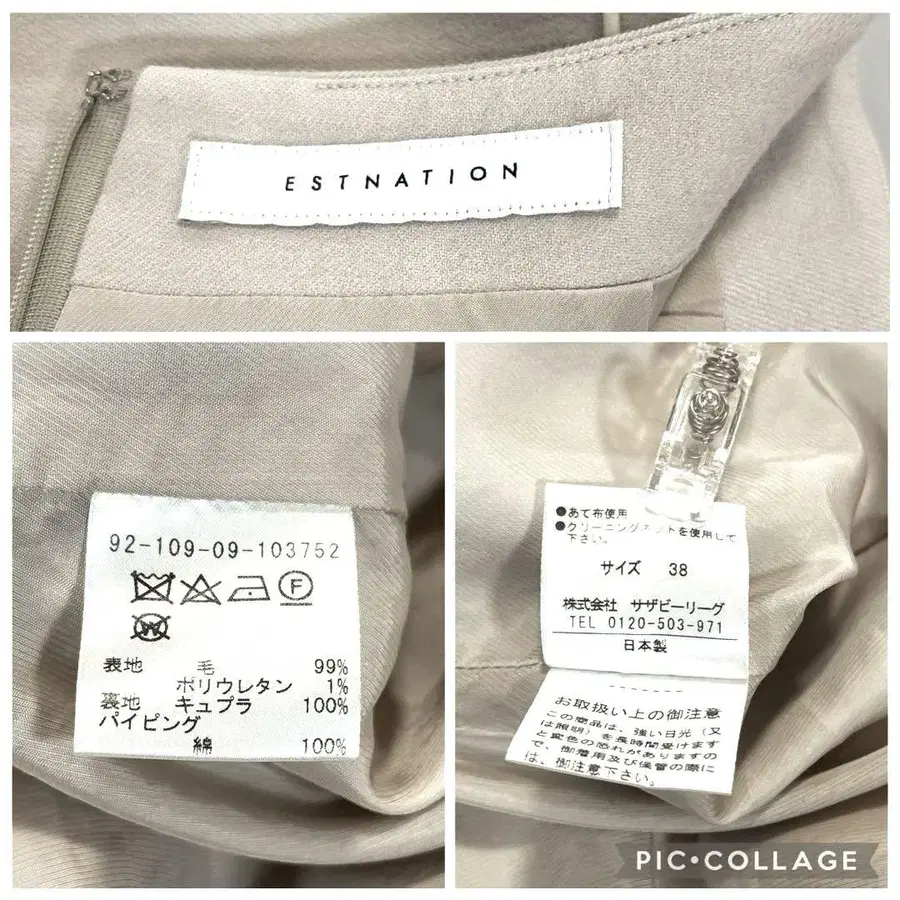 ESTNATION
92-109-09-103752
F
W
表地 毛 99%
ポリウレタン 1%
裏地 キュプラ 100%
パイピング
綿 100%
●あて布使用
●クリーニングネットを使用して
下さい。
サイズ 38
株式会社 サザビーリーグ
TEL 0120-503-971
日本製
お取扱い上の御注意
この商品は、強い日光(又
は照明)を長時間受けます
と変色の恐れがありますの
で、御着用及び保管の際に
は、御注意下さい。
PIC•COLLAGE